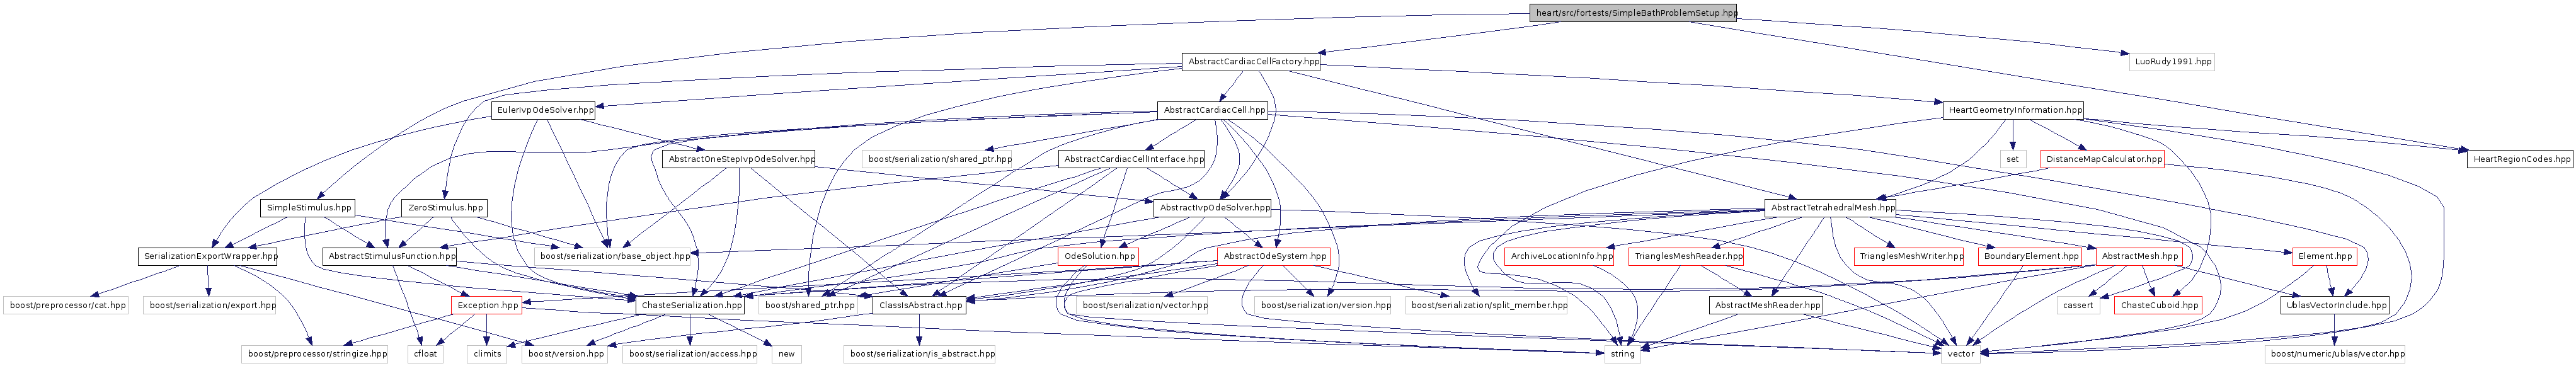 heart/src/fortests/SimpleBathProblemSetup.hpp
AbstractCardiacCellFactory.hpp
LuoRudy1991.hpp
EulerIvpOdeSolver.hpp
AbstractCardiacCell.hpp
HeartGeometryInformation.hpp
AbstractOneStepIvpOdeSolver.hpp
boost/serialization/shared_ptr.hpp
AbstractCardiacCellInterface.hpp
set
DistanceMapCalculator.hpp
HeartRegionCodes.hpp
SimpleStimulus.hpp
ZeroStimulus.hpp
AbstractIvpOdeSolver.hpp
AbstractTetrahedralMesh.hpp
SerializationExportWrapper.hpp
AbstractStimulusFunction.hpp
boost/serialization/base_object.hpp
OdeSolution.hpp
AbstractOdeSystem.hpp
ArchiveLocationInfo.hpp
TrianglesMeshReader.hpp
TrianglesMeshWriter.hpp
BoundaryElement.hpp
AbstractMesh.hpp
Element.hpp
boost/preprocessor/cat.hpp
boost/serialization/export.hpp
Exception.hpp
ChasteSerialization.hpp
boost/shared_ptr.hpp
ClassIsAbstract.hpp
boost/serialization/vector.hpp
boost/serialization/version.hpp
boost/serialization/split_member.hpp
AbstractMeshReader.hpp
cassert
ChasteCuboid.hpp
UblasVectorInclude.hpp
boost/preprocessor/stringize.hpp
cfloat
climits
boost/version.hpp
boost/serialization/access.hpp
new
boost/serialization/is_abstract.hpp
string
vector
boost/numeric/ublas/vector.hpp